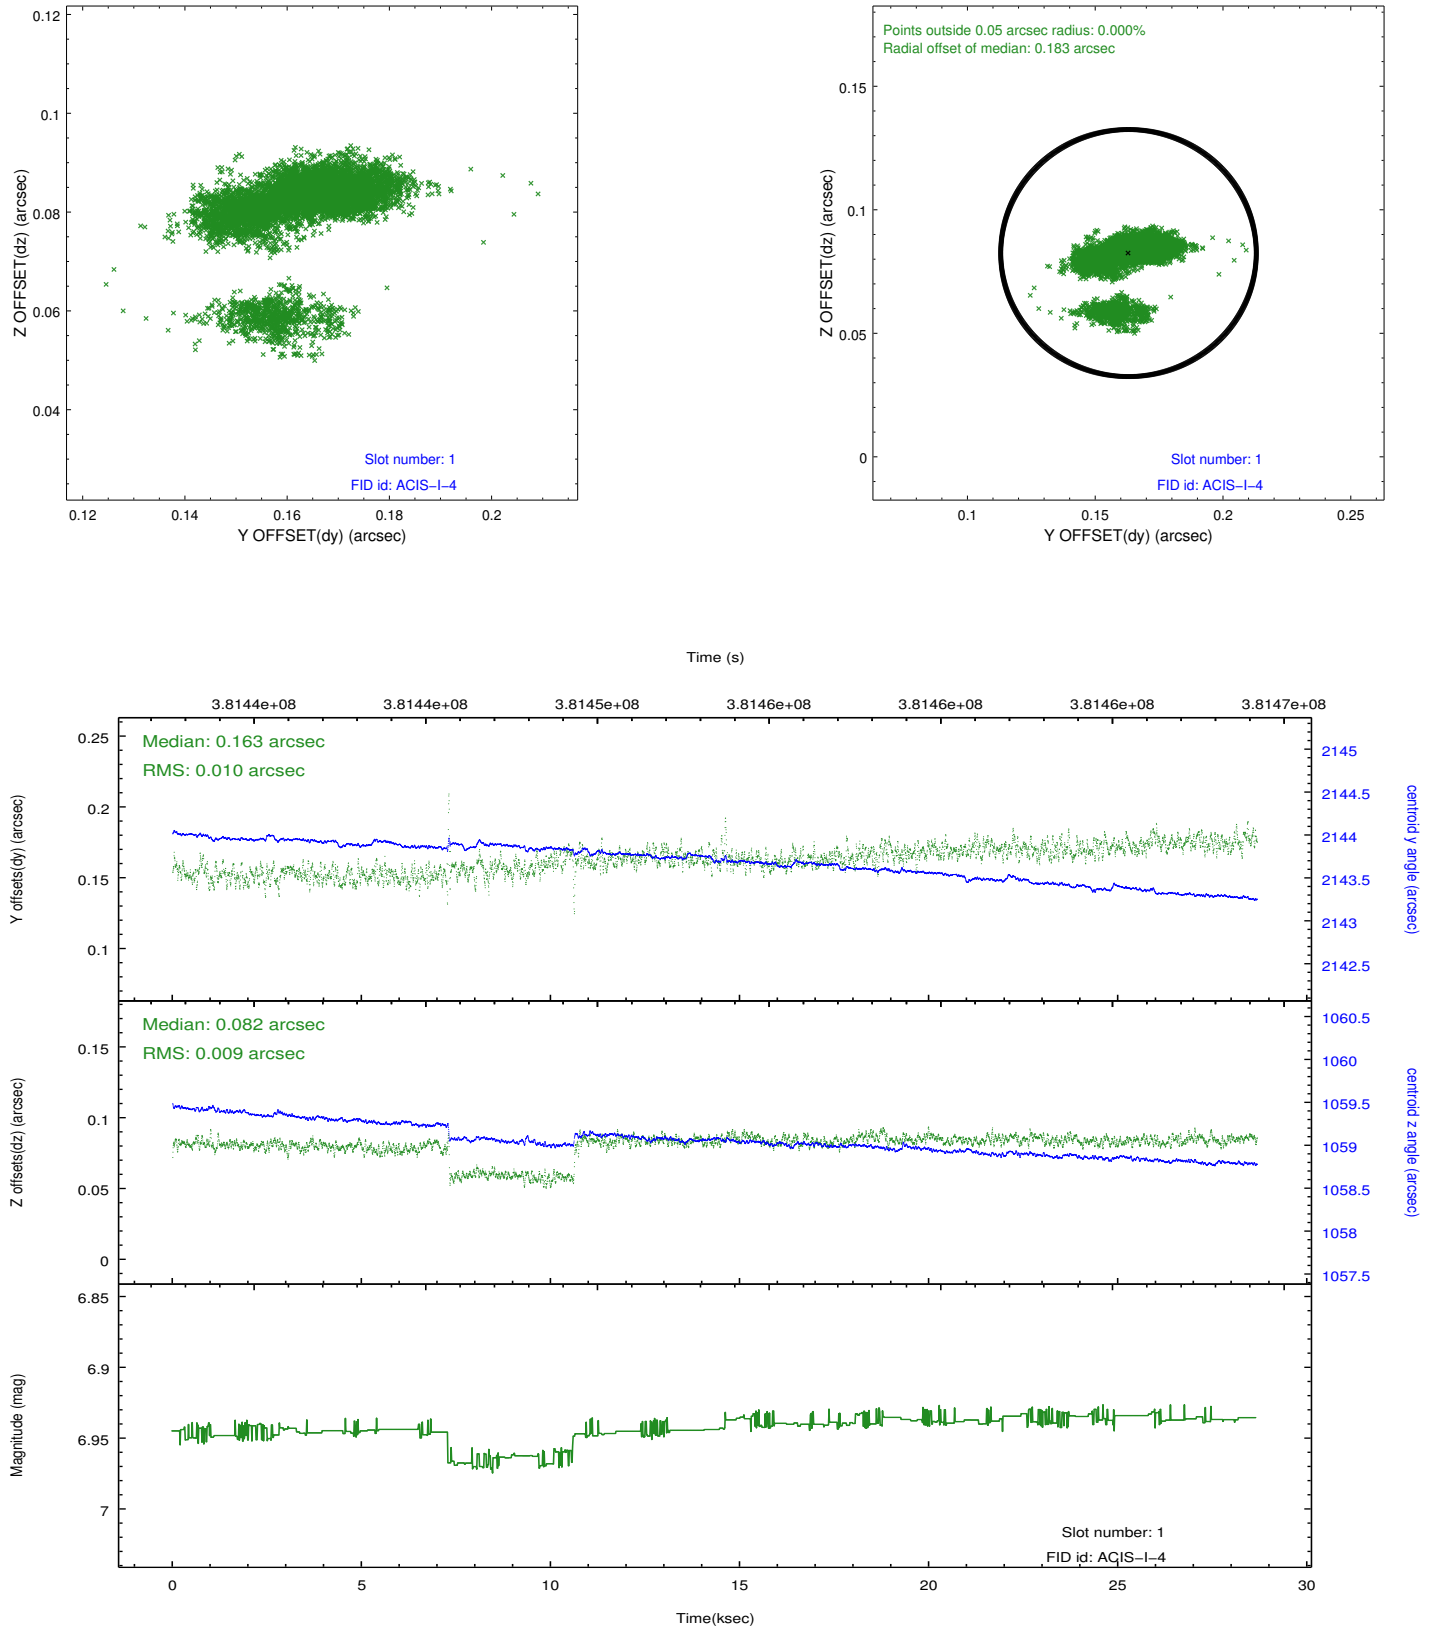 0.12
0.1
0.08
0.06
0.04
Z OFFSET(dz) (arcsec)
Slot number: 1
FID id: ACIS−I−4
0.12 0.14 0.16 0.18 0.2
Y OFFSET(dy) (arcsec)
Points outside 0.05 arcsec radius: 0.000%
Radial offset of median: 0.183 arcsec
0.15
0.1
0.05
0
Z OFFSET(dz) (arcsec)
Slot number: 1
FID id: ACIS−I−4
0.1 0.15 0.2 0.25
Y OFFSET(dy) (arcsec)
Time (s)
3.8144e+08 3.8144e+08 3.8145e+08 3.8146e+08 3.8146e+08 3.8146e+08 3.8147e+08
Median: 0.163 arcsec
RMS: 0.010 arcsec
0.25
0.2
0.15
0.1
Y offsets(dy) (arcsec)
2145
2144.5
2144
2143.5
2143
2142.5
centroid y angle (arcsec)
Median: 0.082 arcsec
RMS: 0.009 arcsec
0.15
0.1
0.05
0
Z offsets(dz) (arcsec)
1060.5
1060
1059.5
1059
1058.5
1058
1057.5
centroid z angle (arcsec)
6.85
6.9
6.95
7
Magnitude (mag)
Slot number: 1
FID id: ACIS−I−4
0 5 10 15 20 25 30
Time(ksec)